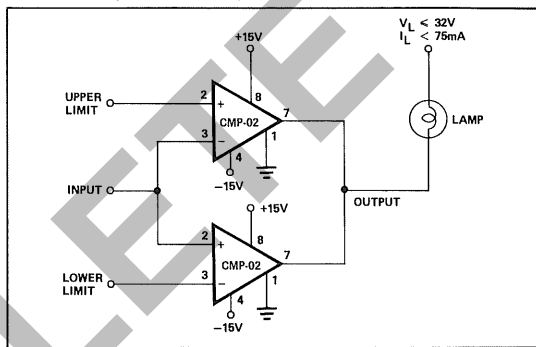 V_L < 32V
I_L < 75mA
+15V
UPPER
LIMIT
2
+
8
7
CMP-02
3
−
1
4
−15V
LAMP
INPUT
OUTPUT
+15V
2
+
8
7
CMP-02
LOWER
LIMIT
3
−
1
4
−15V
LETE